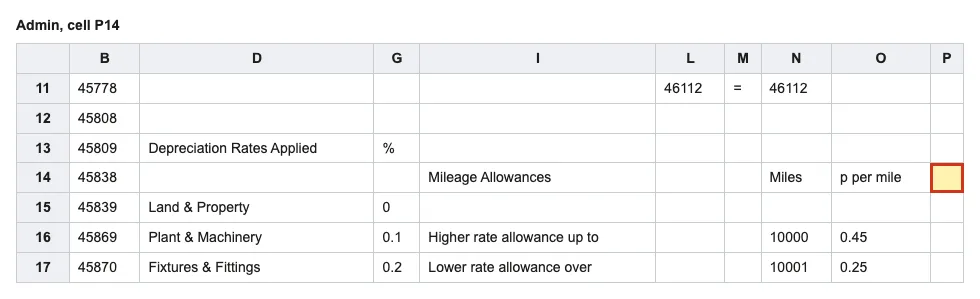 Admin, cell P14
B D G I L M N O P
11 45778 46112 = 46112
12 45808
13 45809 Depreciation Rates Applied %
14 45838 Mileage Allowances Miles p per mile
15 45839 Land & Property 0
16 45869 Plant & Machinery 0.1 Higher rate allowance up to 10000 0.45
17 45870 Fixtures & Fittings 0.2 Lower rate allowance over 10001 0.25